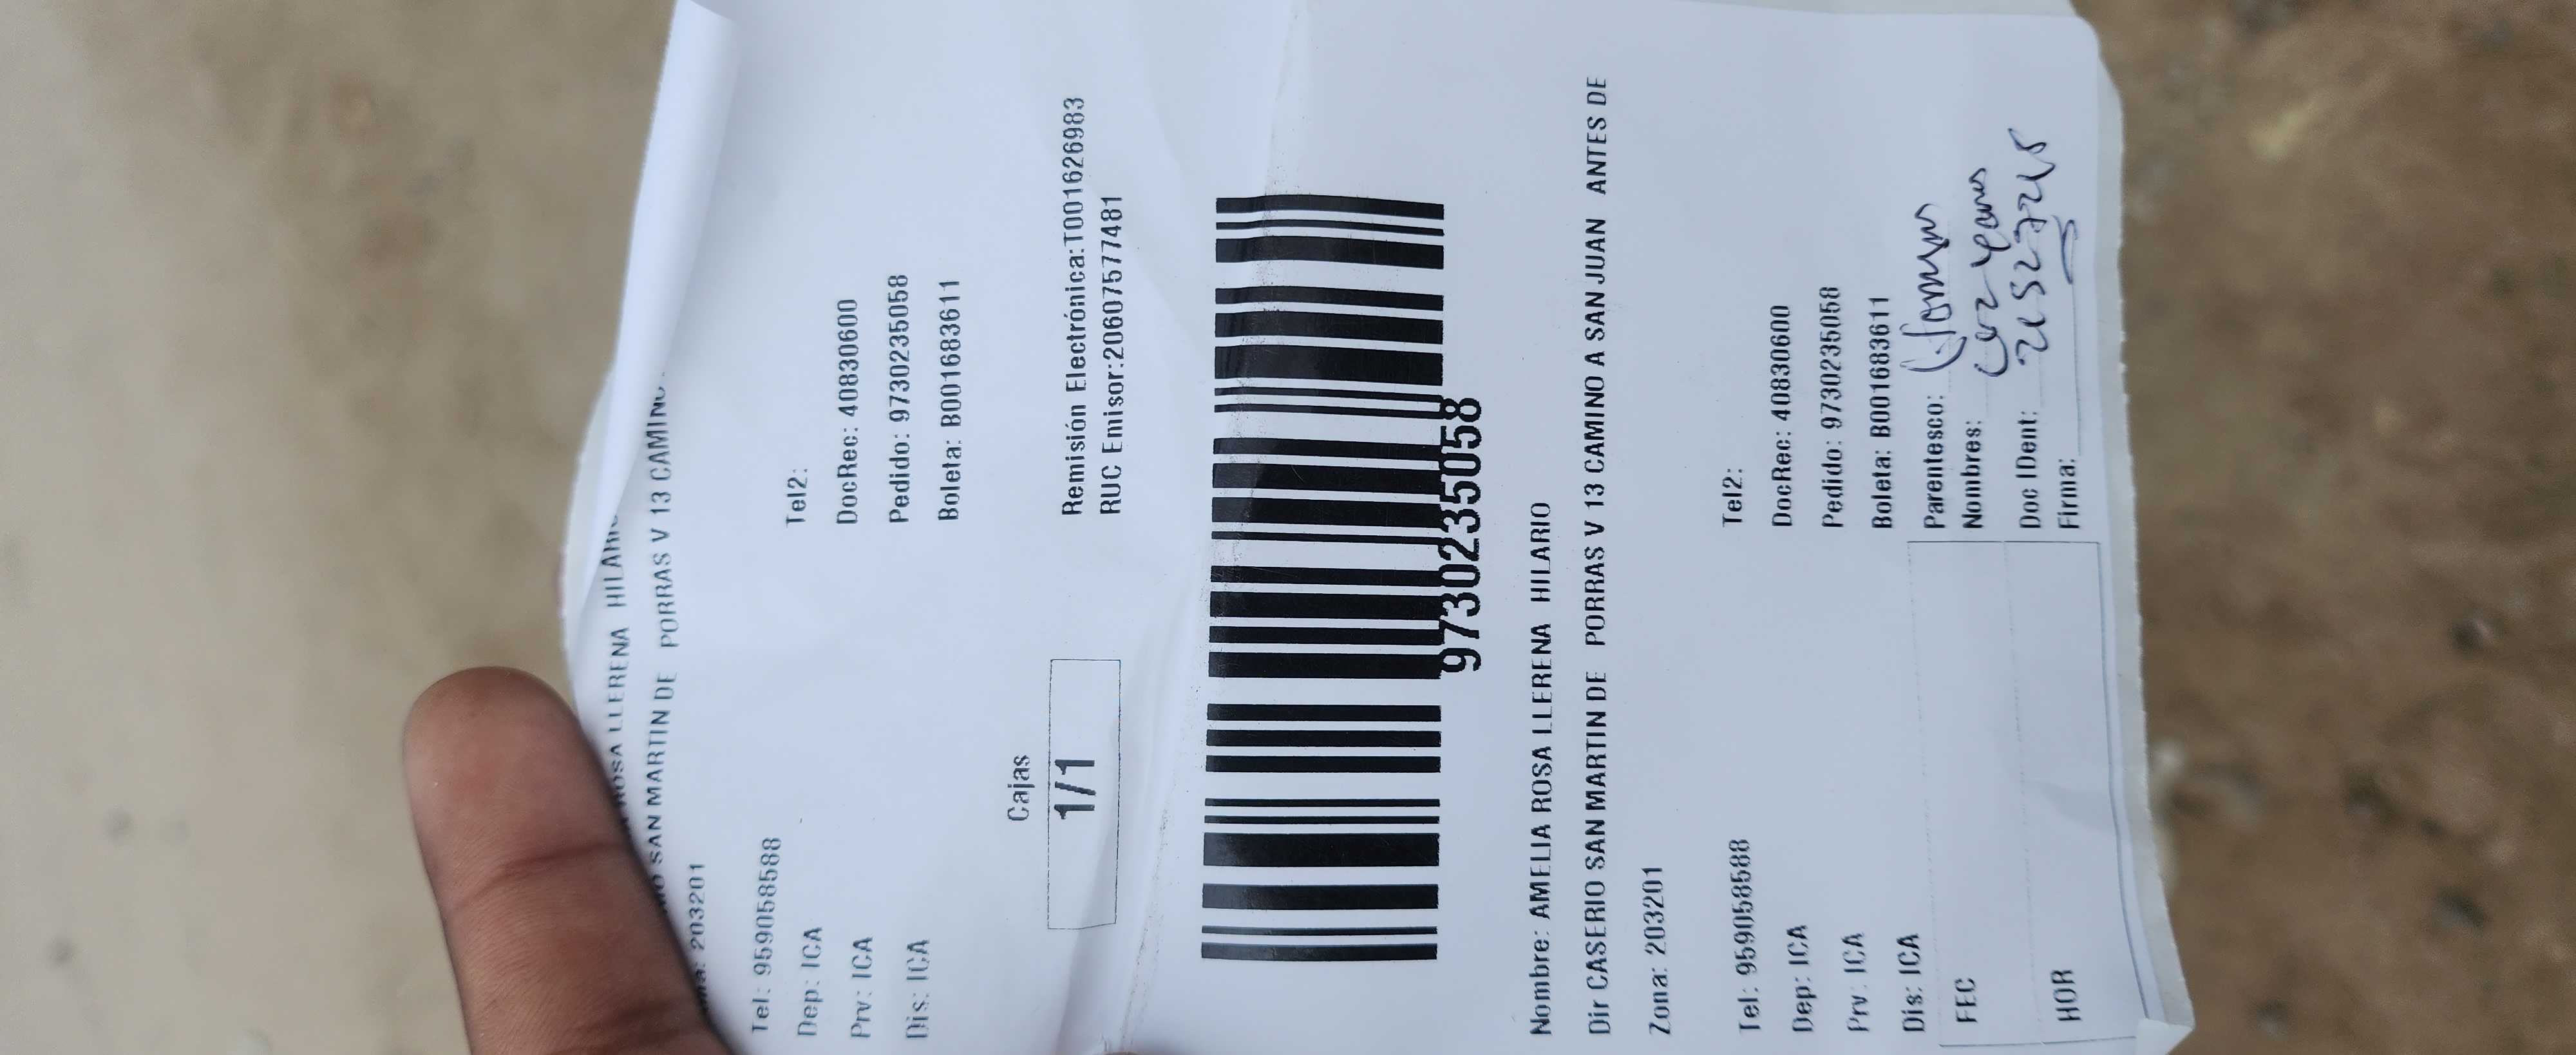 ROSA LLERENA HILARIO
SAN MARTIN DE PORRAS V 13 CAMINO
203201
Tel: 959058588 Tel2:
Dep: ICA DocRec: 40830600
Prv: ICA Pedido: 9730235058
Dis: ICA Boleta: B001683611
Cajas
1/1
Remisión Electrónica:T001626983
RUC Emisor:20607577481
9730235058
Nombre: AMELIA ROSA LLERENA HILARIO
Dir CASERIO SAN MARTIN DE PORRAS V 13 CAMINO A SAN JUAN ANTES DE
Zona: 203201
Tel: 959058588 Tel2:
Dep: ICA DocRec: 40830600
Prv: ICA Pedido: 9730235058
Dis: ICA Boleta: B001683611
FEC Parentesco:
Nombres:
HOR Doc IDent:
Firma: